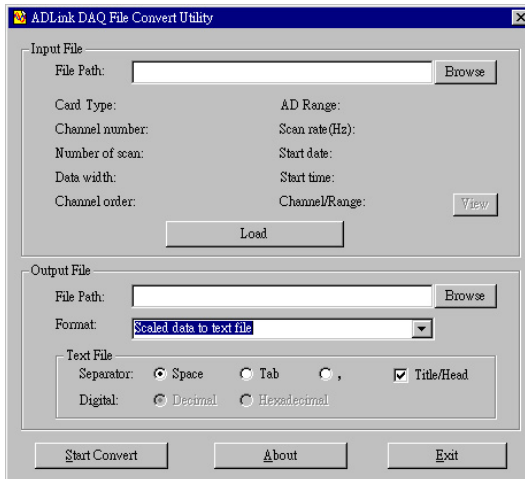 ADLink DAQ File Convert Utility
Input File
File Path: Browse
Card Type: AD Range:
Channel number: Scan rate(Hz):
Number of scan: Start date:
Data width: Start time:
Channel order: Channel/Range: View
Load
Output File
File Path: Browse
Format: Scaled data to text file
Text File
Separator: Space Tab , Title/Head
Digital: Decimal Hexadecimal
Start Convert About Exit